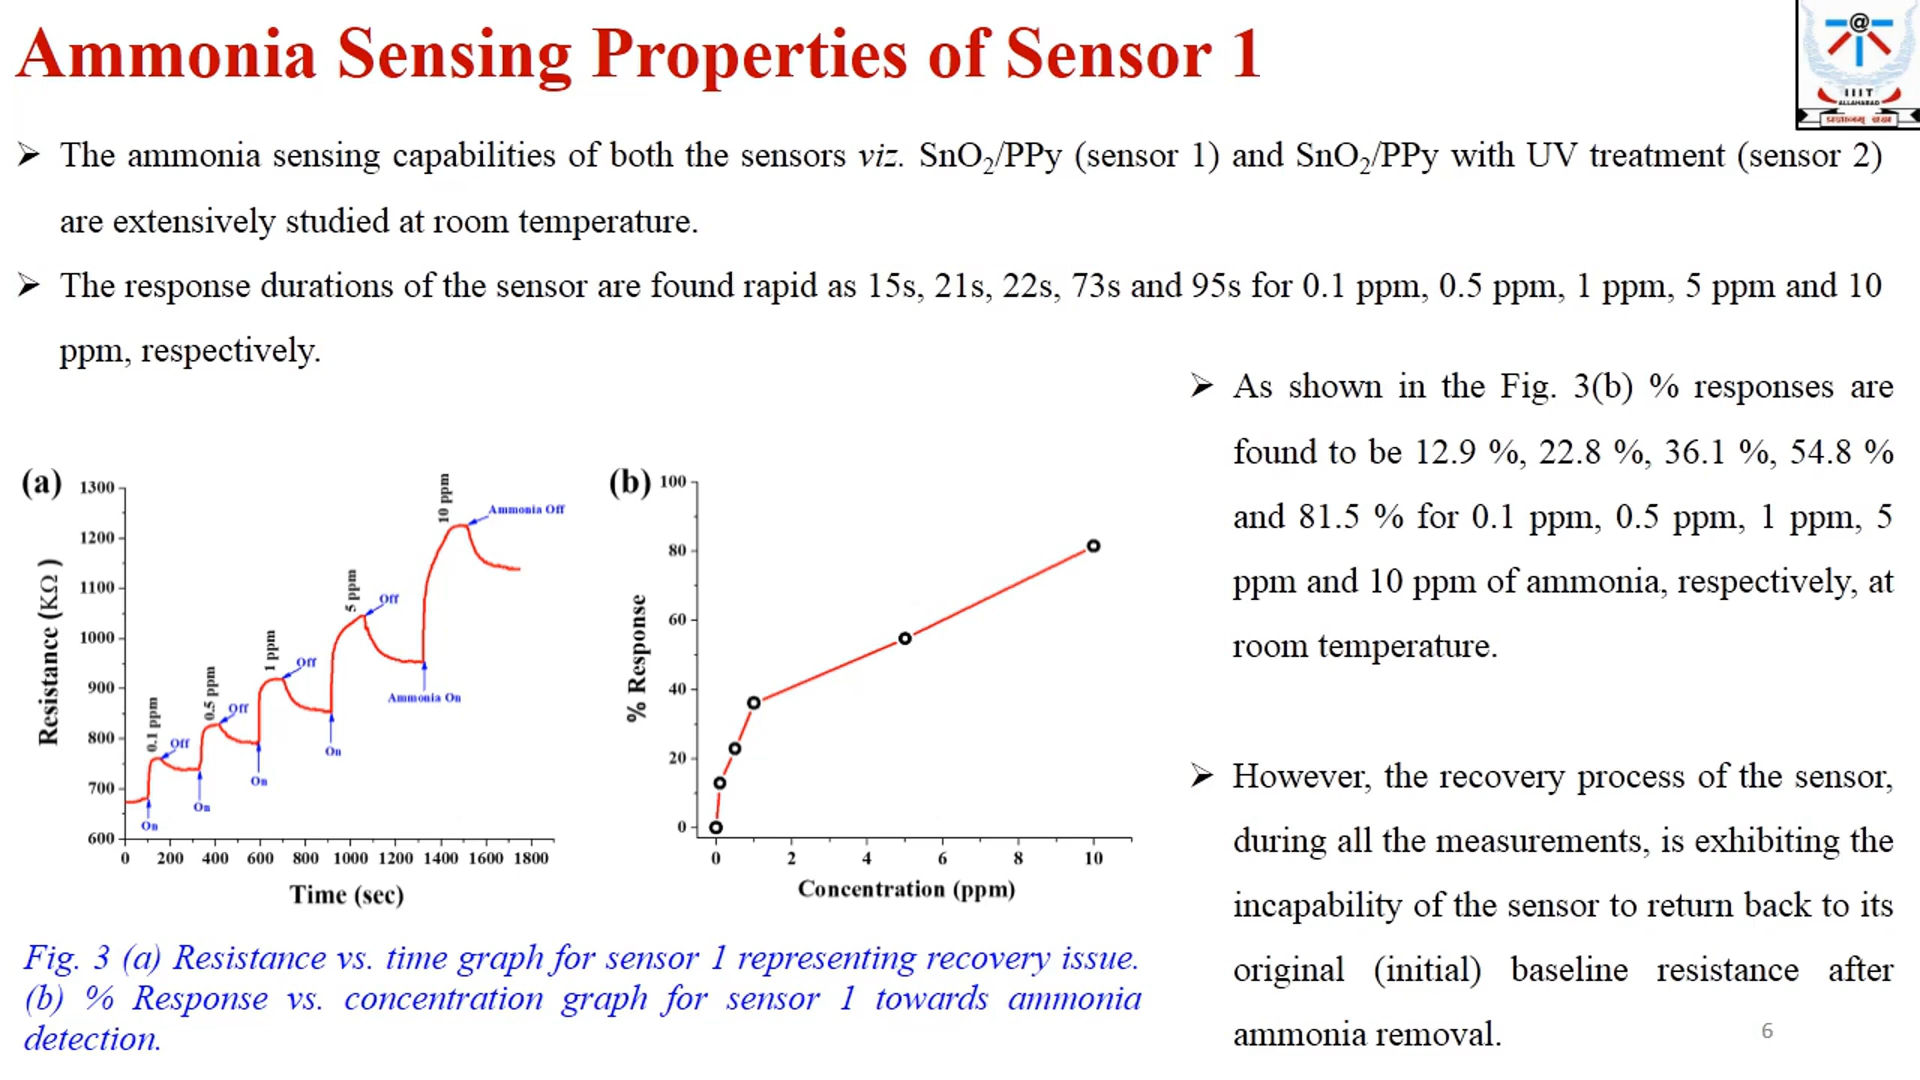 Ammonia Sensing Properties of Sensor 1
@
IIIT
ALLAHABAD
➢ The ammonia sensing capabilities of both the sensors viz. SnO₂/PPy (sensor 1) and SnO₂/PPy with UV treatment (sensor 2)
are extensively studied at room temperature.
➢ The response durations of the sensor are found rapid as 15s, 21s, 22s, 73s and 95s for 0.1 ppm, 0.5 ppm, 1 ppm, 5 ppm and 10
ppm, respectively.
(a)
1300
1200
1100
1000
900
800
700
600
Resistance (KΩ )
0 200 400 600 800 1000 1200 1400 1600 1800
Time (sec)
0.1 ppm
0.5 ppm
1 ppm
5 ppm
10 ppm
Off
Off
Off
Off
Ammonia Off
On
On
On
On
Ammonia On
(b)
100
80
60
40
20
0
% Response
0 2 4 6 8 10
Concentration (ppm)
Fig. 3 (a) Resistance vs. time graph for sensor 1 representing recovery issue.
(b) % Response vs. concentration graph for sensor 1 towards ammonia
detection.
➢ As shown in the Fig. 3(b) % responses are
found to be 12.9 %, 22.8 %, 36.1 %, 54.8 %
and 81.5 % for 0.1 ppm, 0.5 ppm, 1 ppm, 5
ppm and 10 ppm of ammonia, respectively, at
room temperature.
➢ However, the recovery process of the sensor,
during all the measurements, is exhibiting the
incapability of the sensor to return back to its
original (initial) baseline resistance after
ammonia removal.
6